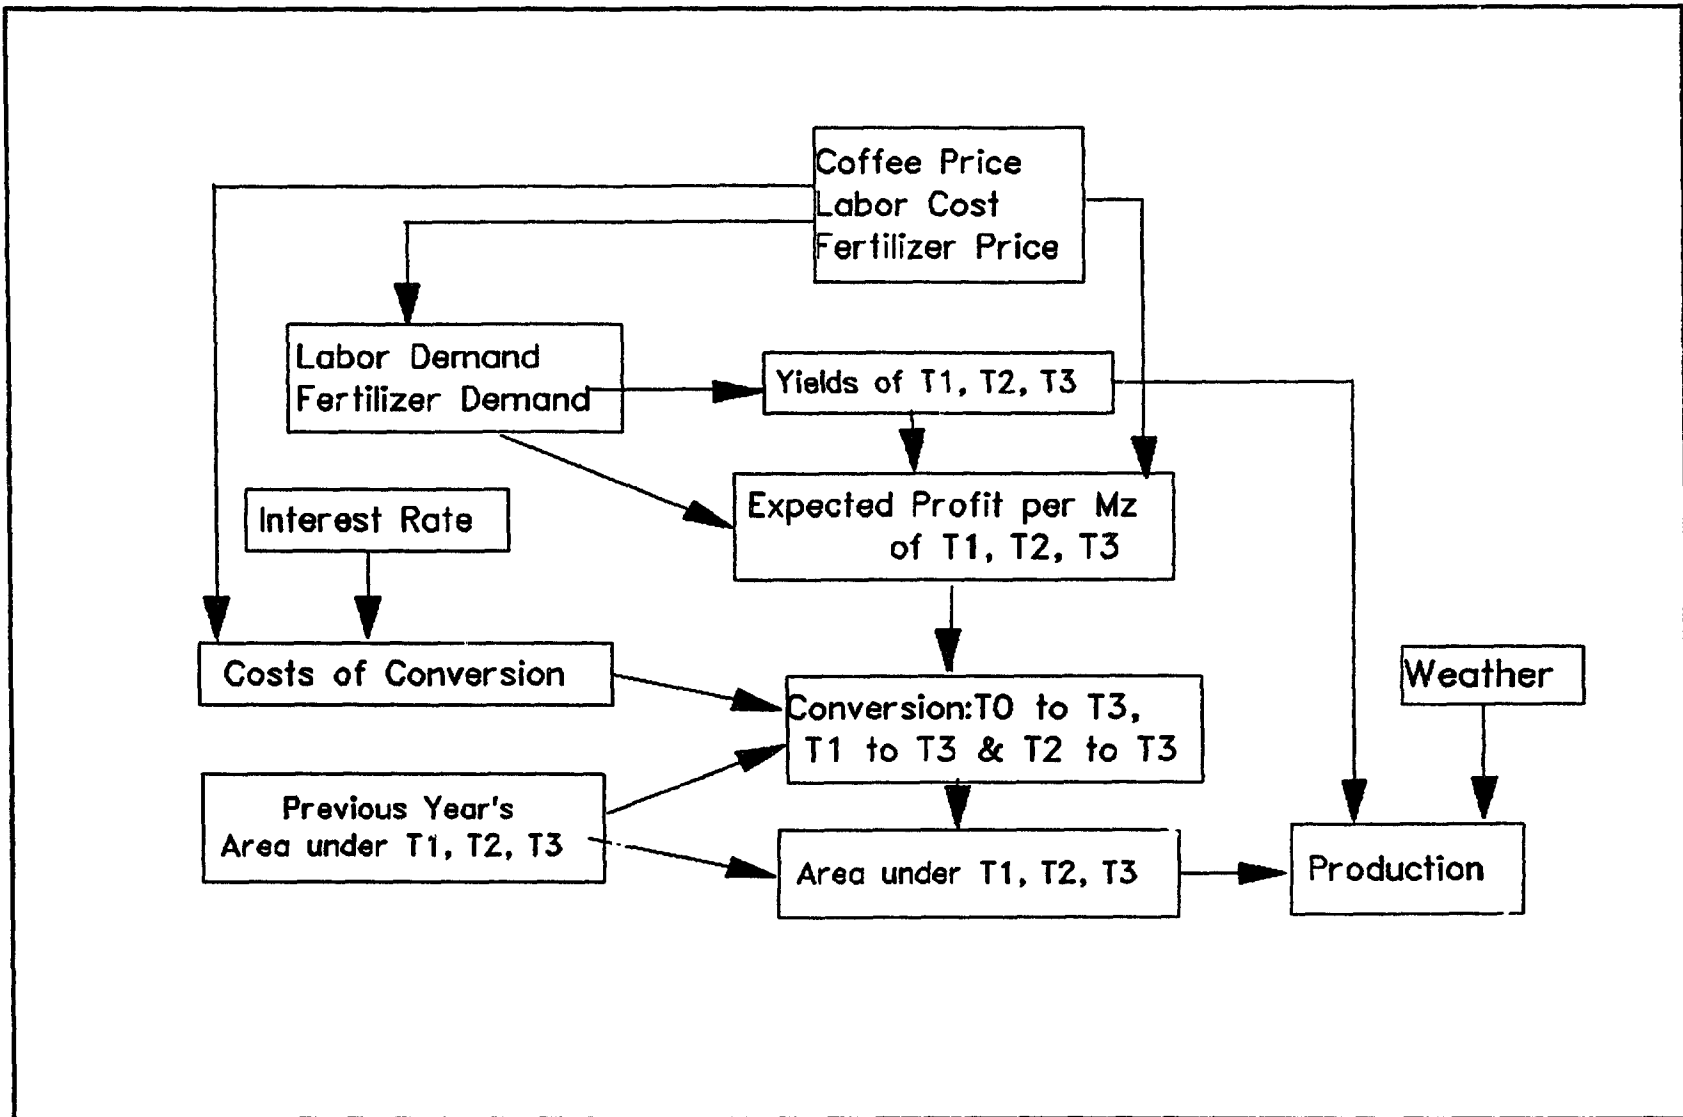 Coffee Price
Labor Cost
Fertilizer Price
Labor Demand
Fertilizer Demand
Yields of T1, T2, T3
Expected Profit per Mz
of T1, T2, T3
Interest Rate
Costs of Conversion
Weather
Conversion:T0 to T3,
T1 to T3 & T2 to T3
Previous Year's
Area under T1, T2, T3
Area under T1, T2, T3
Production